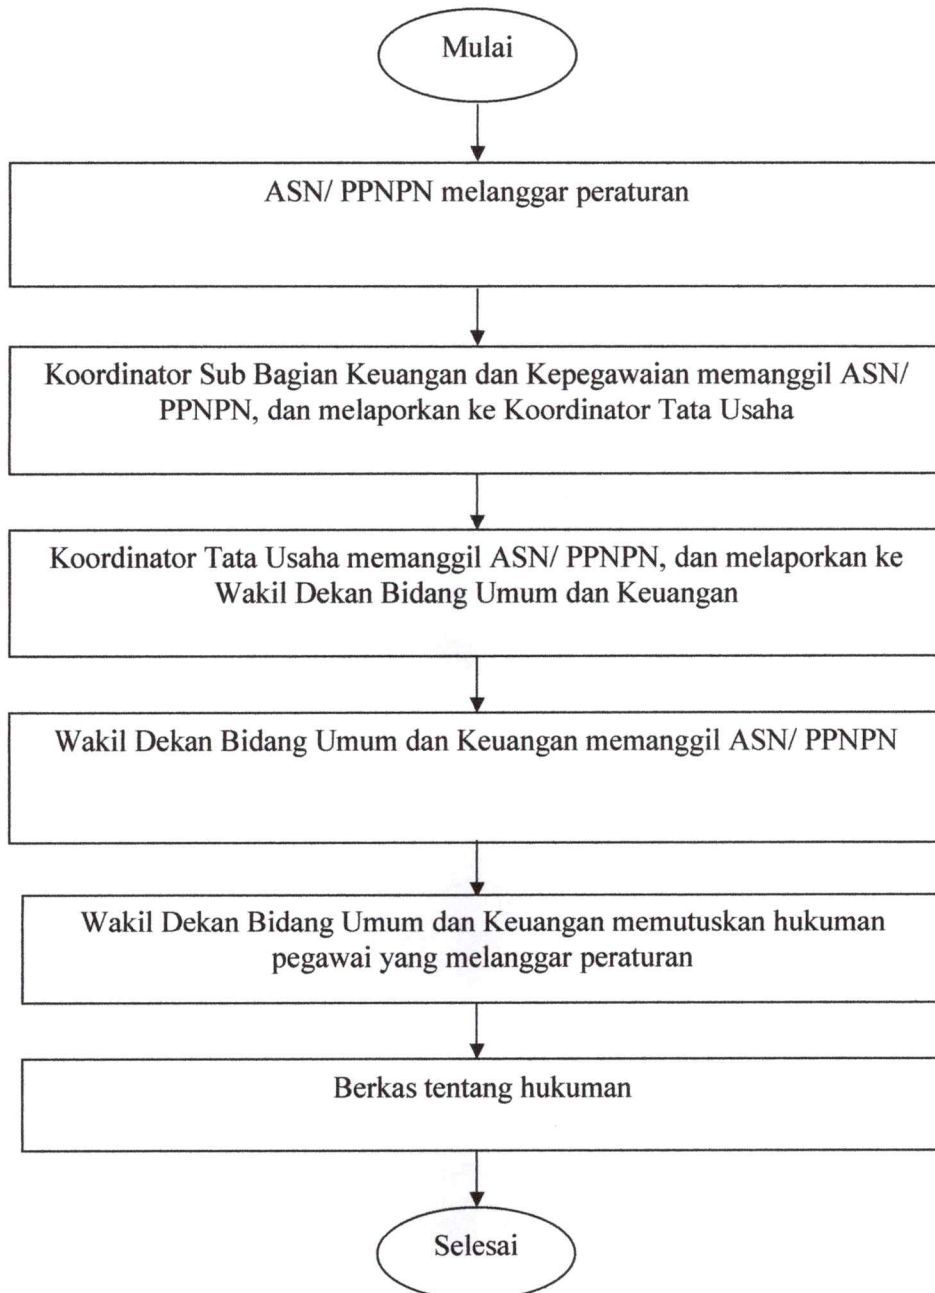 Mulai
ASN/ PPNPN melanggar peraturan
Koordinator Sub Bagian Keuangan dan Kepegawaian memanggil ASN/
PPNPN, dan melaporkan ke Koordinator Tata Usaha
Koordinator Tata Usaha memanggil ASN/ PPNPN, dan melaporkan ke
Wakil Dekan Bidang Umum dan Keuangan
Wakil Dekan Bidang Umum dan Keuangan memanggil ASN/ PPNPN
Wakil Dekan Bidang Umum dan Keuangan memutuskan hukuman
pegawai yang melanggar peraturan
Berkas tentang hukuman
Selesai